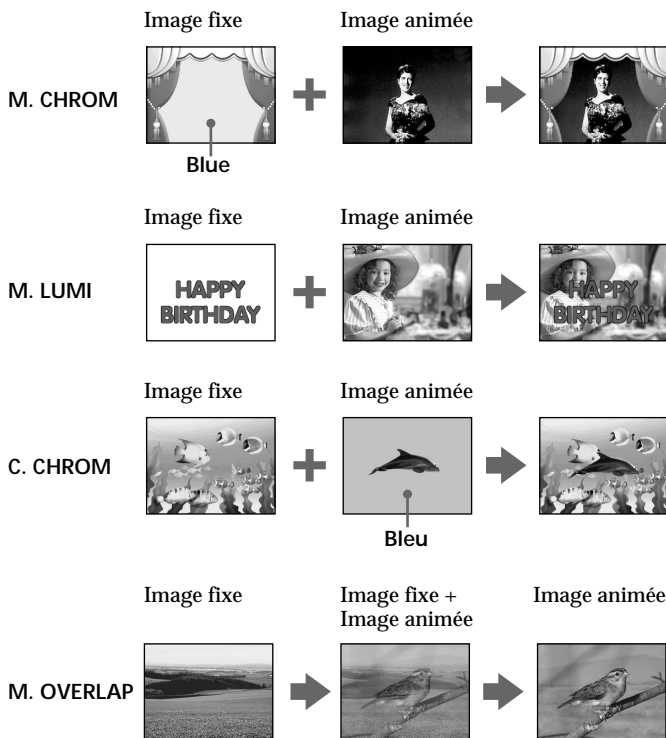 Image fixe
Image animée
M. CHROM
Blue
Image fixe
Image animée
M. LUMI
HAPPY
BIRTHDAY
HAPPY
BIRTHDAY
Image fixe
Image animée
C. CHROM
Bleu
Image fixe
Image fixe +
Image animée
Image animée
M. OVERLAP